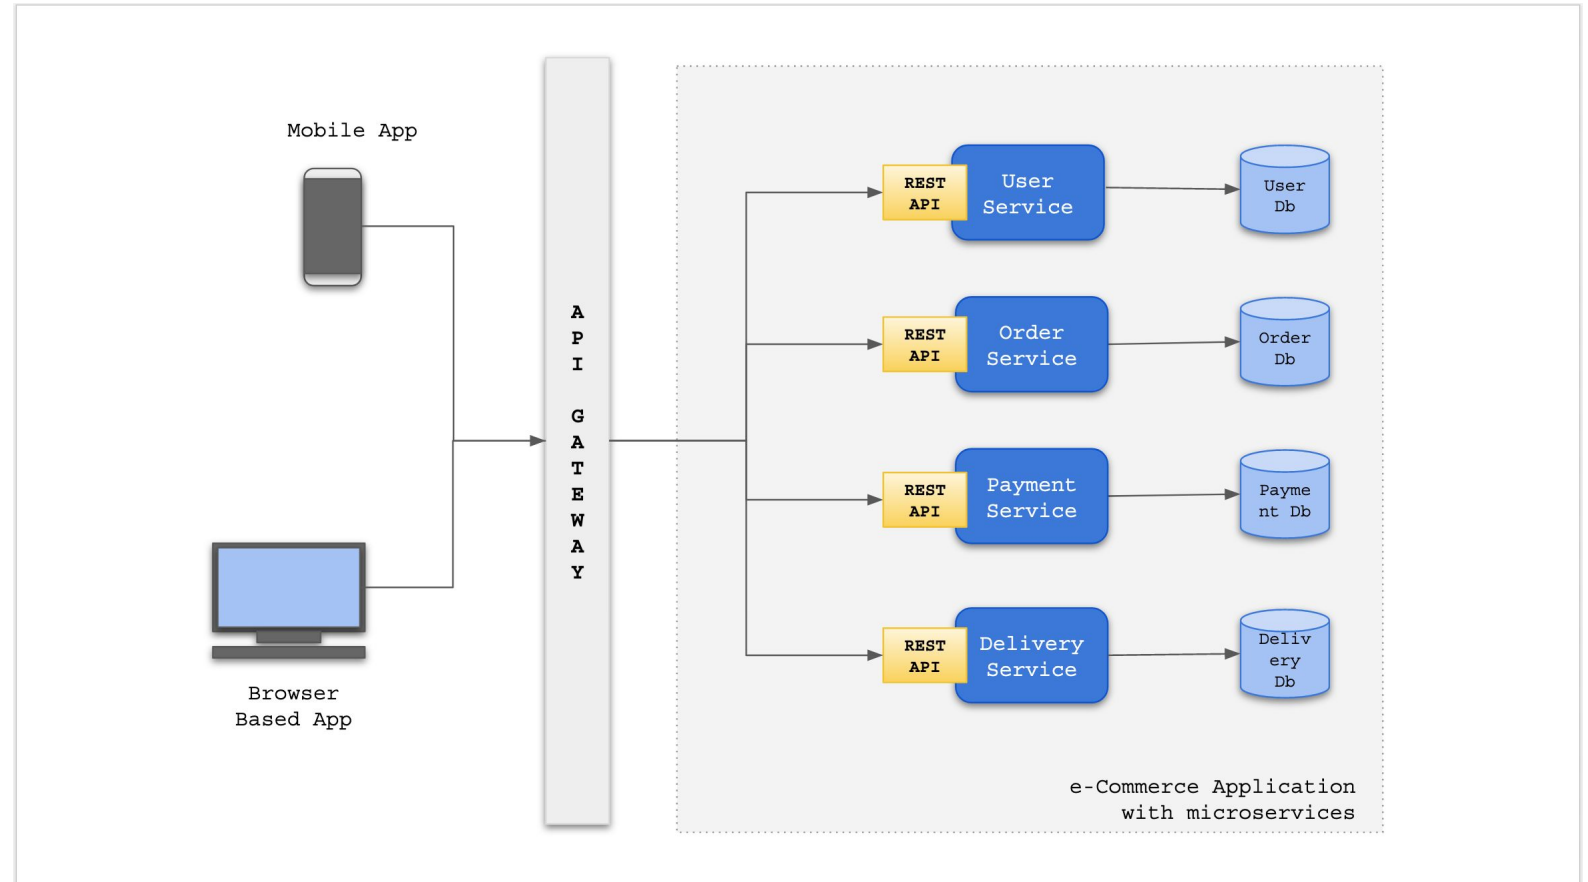 Mobile App
Browser
Based App
A
P
I
G
A
T
E
W
A
Y
REST
API
User
Service
User
Db
REST
API
Order
Service
Order
Db
REST
API
Payment
Service
Payme
nt Db
REST
API
Delivery
Service
Deliv
ery
Db
e-Commerce Application
with microservices